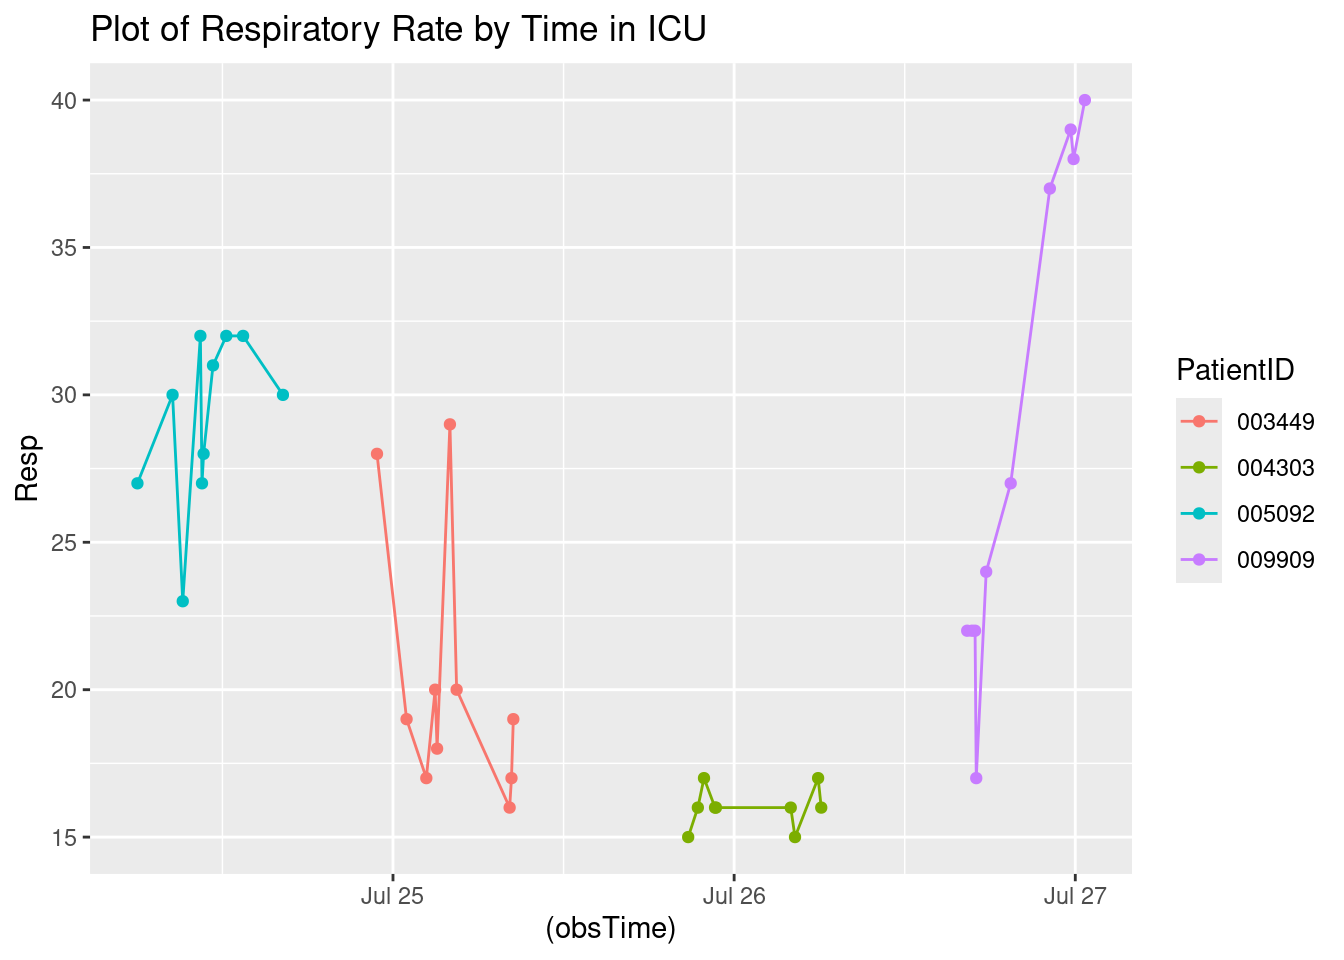 Plot of Respiratory Rate by Time in ICU
40
35
30
25
20
15
Resp
Jul 25
Jul 26
Jul 27
(obsTime)
PatientID
003449
004303
005092
009909